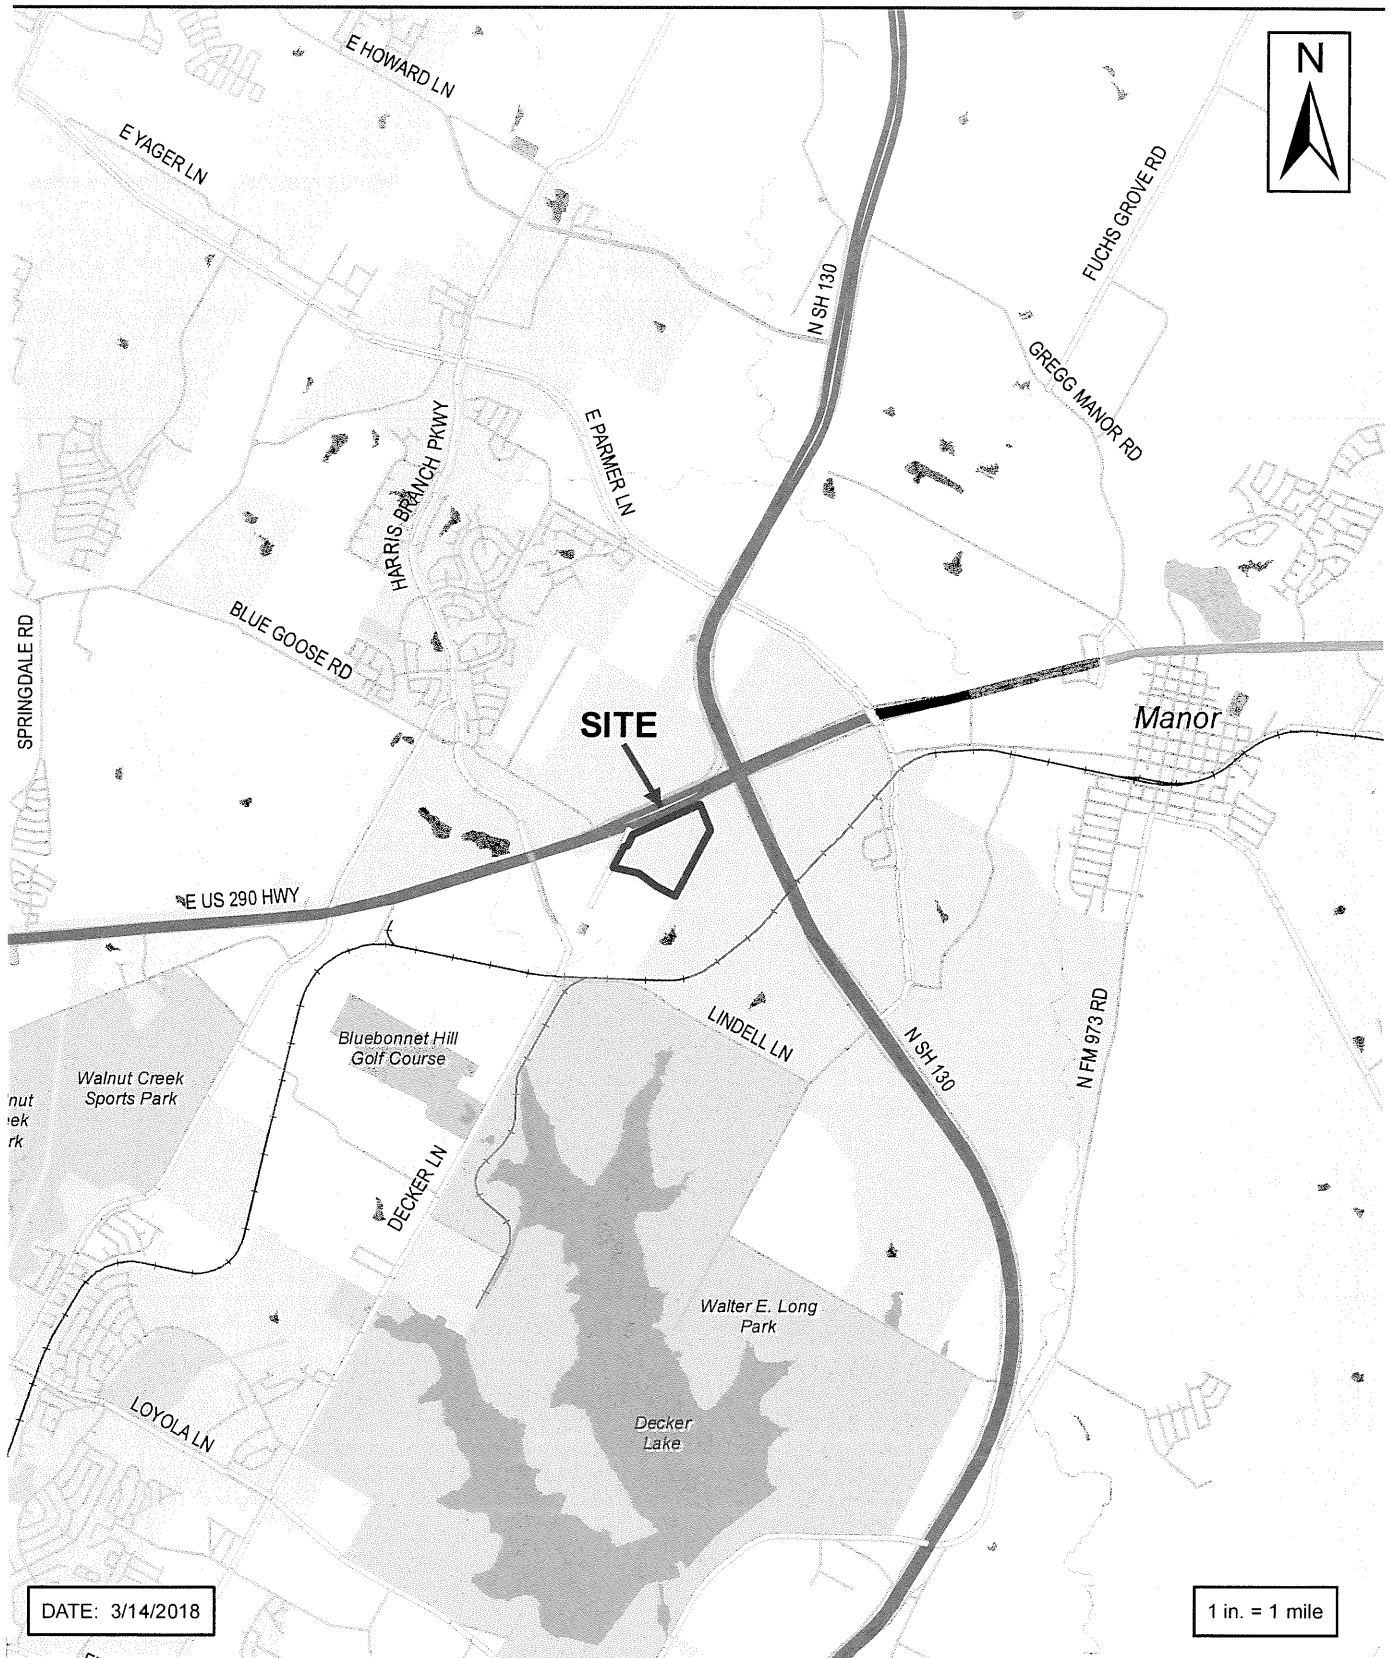 E HOWARD LN
N
E YAGER LN
FUCHS GROVE RD
N SH 130
GREGG MANOR RD
HARRIS BRANCH PKWY
E PARMER LN
SPRINGDALE RD
BLUE GOOSE RD
SITE
Manor
E US 290 HWY
Bluebonnet Hill
Golf Course
LINDELL LN
N SH 130
N FM 973 RD
Walnut Creek
Sports Park
nut
eek
rk
DECKER LN
Walter E. Long
Park
LOYOLA LN
Decker
Lake
DATE: 3/14/2018
1 in. = 1 mile